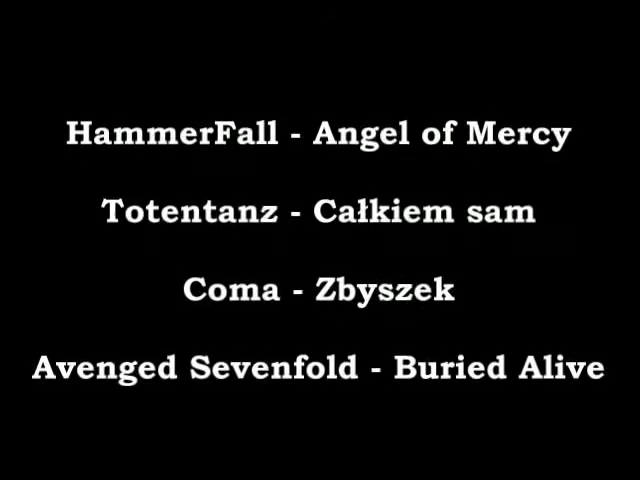 HammerFall - Angel of Mercy
Totentanz - Całkiem sam
Coma - Zbyszek
Avenged Sevenfold - Buried Alive